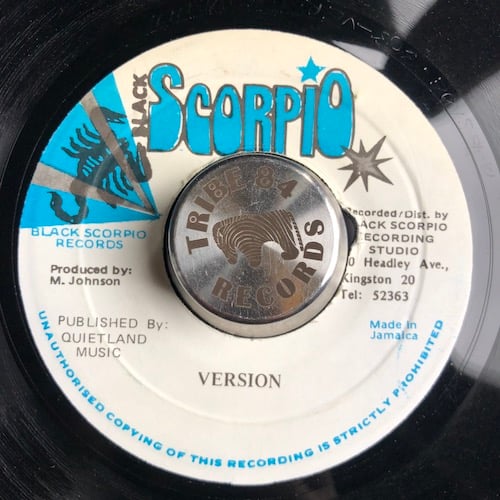 BLACK
SCORPIO
BLACK SCORPIO
RECORDS
Produced by:
M. Johnson
PUBLISHED By:
QUIETLAND
MUSIC
TRIBE 84
RECORDS
Recorded/Dist. by
BLACK SCORPIO
RECORDING
STUDIO
0 Headley Ave.,
Kingston 20
Tel: 52363
Made in
Jamaica
VERSION
UNAUTHORISED COPYING OF THIS RECORDING IS STRICTLY PROHIBITED